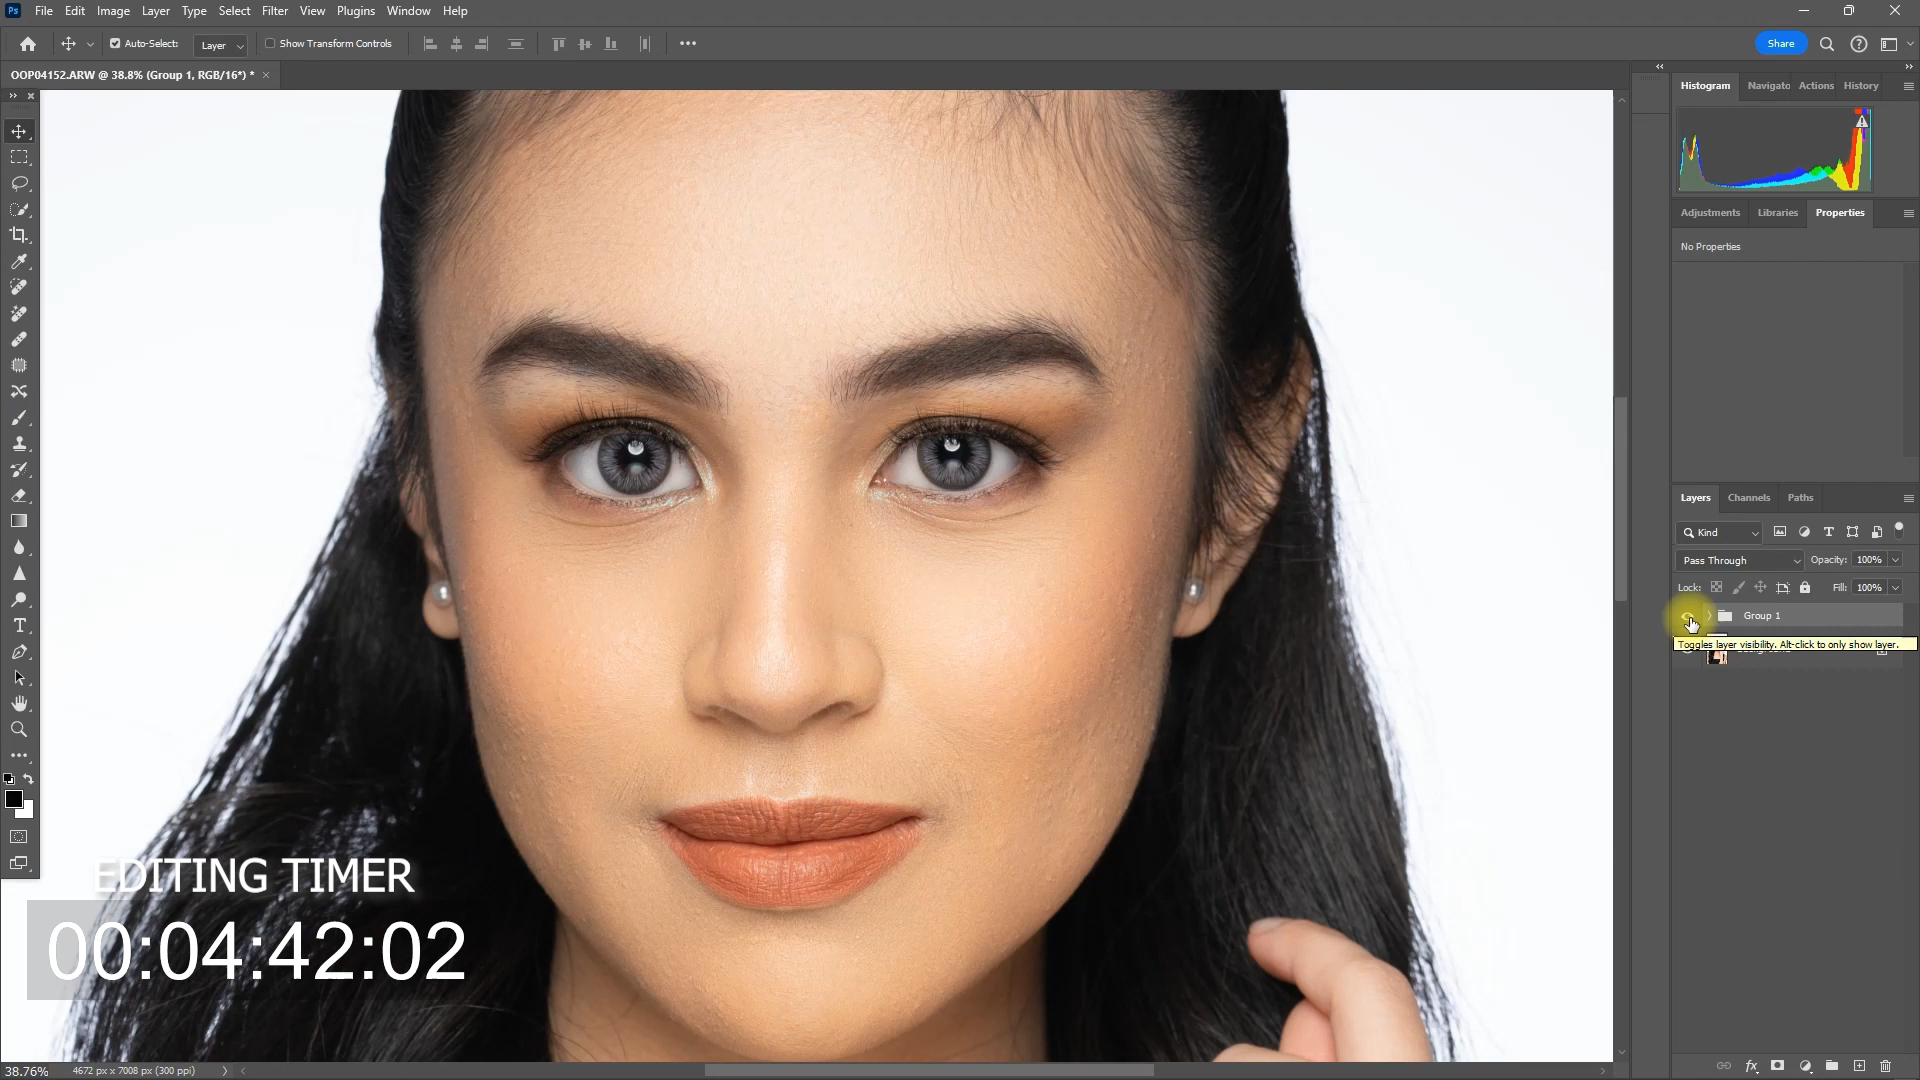 Ps File Edit Image Layer Type Select Filter View Plugins Window Help
Auto-Select: Layer Show Transform Controls Share
OOP04152.ARW @ 38.8% (Group 1, RGB/16*) *
Histogram Navigato Actions History
Adjustments Libraries Properties
No Properties
Layers Channels Paths
Kind
Pass Through Opacity: 100%
Lock: Fill: 100%
Group 1
Toggles layer visibility. Alt-click to only show layer.
EDITING TIMER
00:04:42:02
38.76% 4672 px x 7008 px (300 ppi)